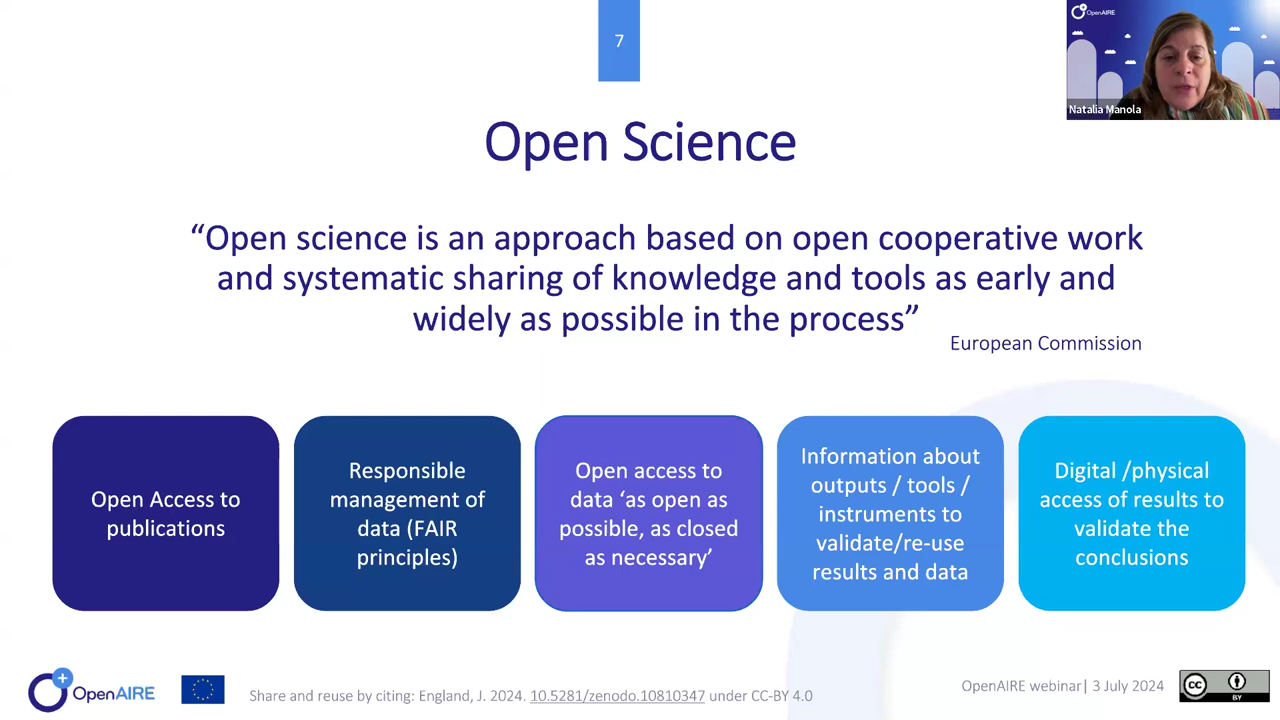 7
OpenAIRE
Natalia Manola
Open Science
“Open science is an approach based on open cooperative work
and systematic sharing of knowledge and tools as early and
widely as possible in the process”
European Commission
Open Access to
publications
Responsible
management of
data (FAIR
principles)
Open access to
data ‘as open as
possible, as closed
as necessary’
Information about
outputs / tools /
instruments to
validate/re-use
results and data
Digital /physical
access of results to
validate the
conclusions
OpenAIRE
Share and reuse by citing: England, J. 2024. 10.5281/zenodo.10810347 under CC-BY 4.0
OpenAIRE webinar| 3 July 2024
CC
BY